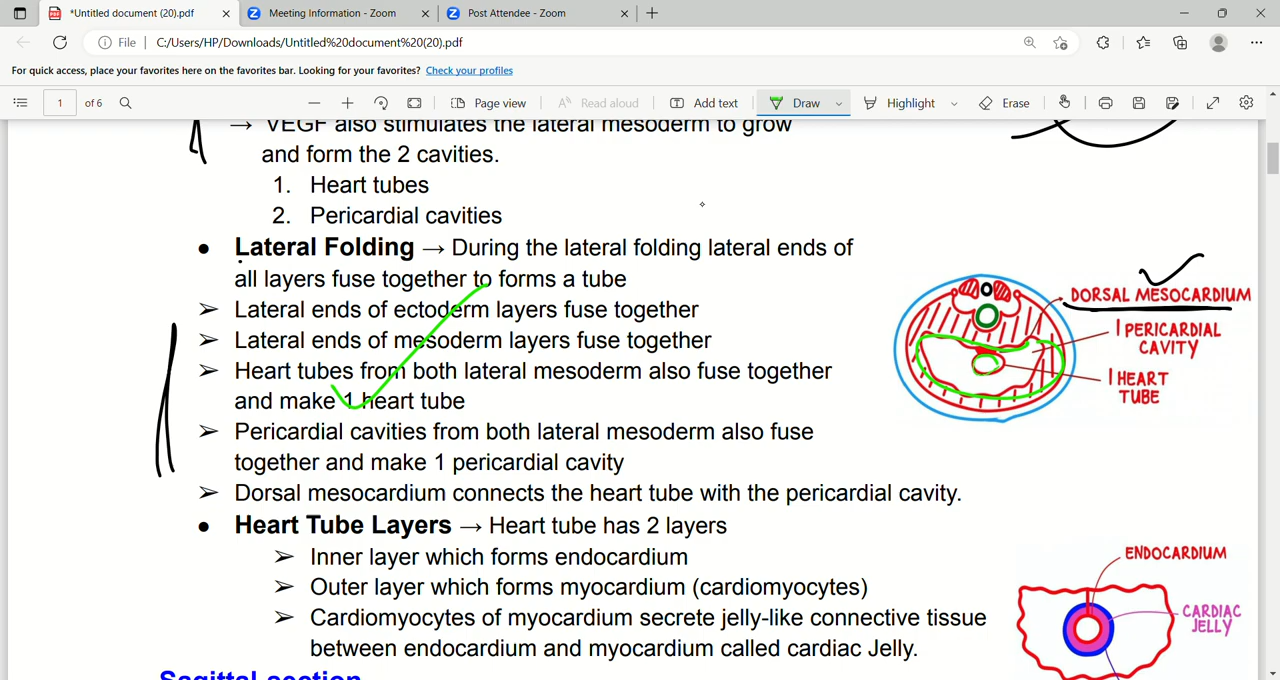 *Untitled document (20).pdf
Meeting Information - Zoom
Post Attendee - Zoom
File
C:/Users/HP/Downloads/Untitled%20document%20(20).pdf
For quick access, place your favorites here on the favorites bar. Looking for your favorites? Check your profiles
1 of 6
Page view
Read aloud
Add text
Draw
Highlight
Erase
→ VEGF also stimulates the lateral mesoderm to grow
and form the 2 cavities.
1. Heart tubes
2. Pericardial cavities
● Lateral Folding → During the lateral folding lateral ends of
all layers fuse together to forms a tube
➢ Lateral ends of ectoderm layers fuse together
➢ Lateral ends of mesoderm layers fuse together
➢ Heart tubes from both lateral mesoderm also fuse together
and make 1 heart tube
➢ Pericardial cavities from both lateral mesoderm also fuse
together and make 1 pericardial cavity
➢ Dorsal mesocardium connects the heart tube with the pericardial cavity.
DORSAL MESOCARDIUM
1 PERICARDIAL
CAVITY
1 HEART
TUBE
● Heart Tube Layers → Heart tube has 2 layers
➢ Inner layer which forms endocardium
➢ Outer layer which forms myocardium (cardiomyocytes)
➢ Cardiomyocytes of myocardium secrete jelly-like connective tissue
between endocardium and myocardium called cardiac Jelly.
ENDOCARDIUM
CARDIAC
JELLY
Sagittal section